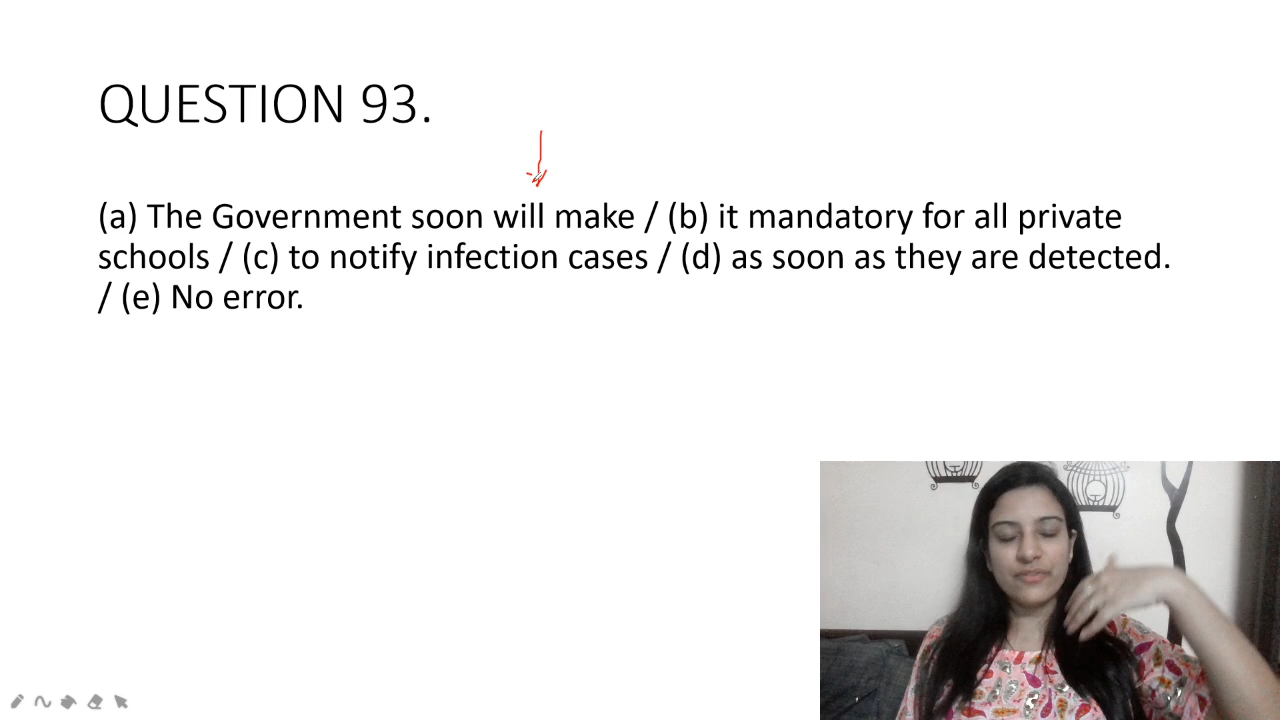 QUESTION 93.
(a) The Government soon will make / (b) it mandatory for all private
schools / (c) to notify infection cases / (d) as soon as they are detected.
/ (e) No error.